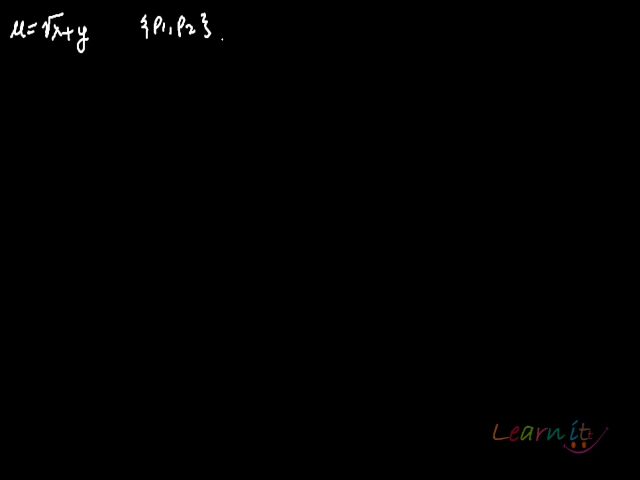 u = √x + y {P1, P2}.
Learnit